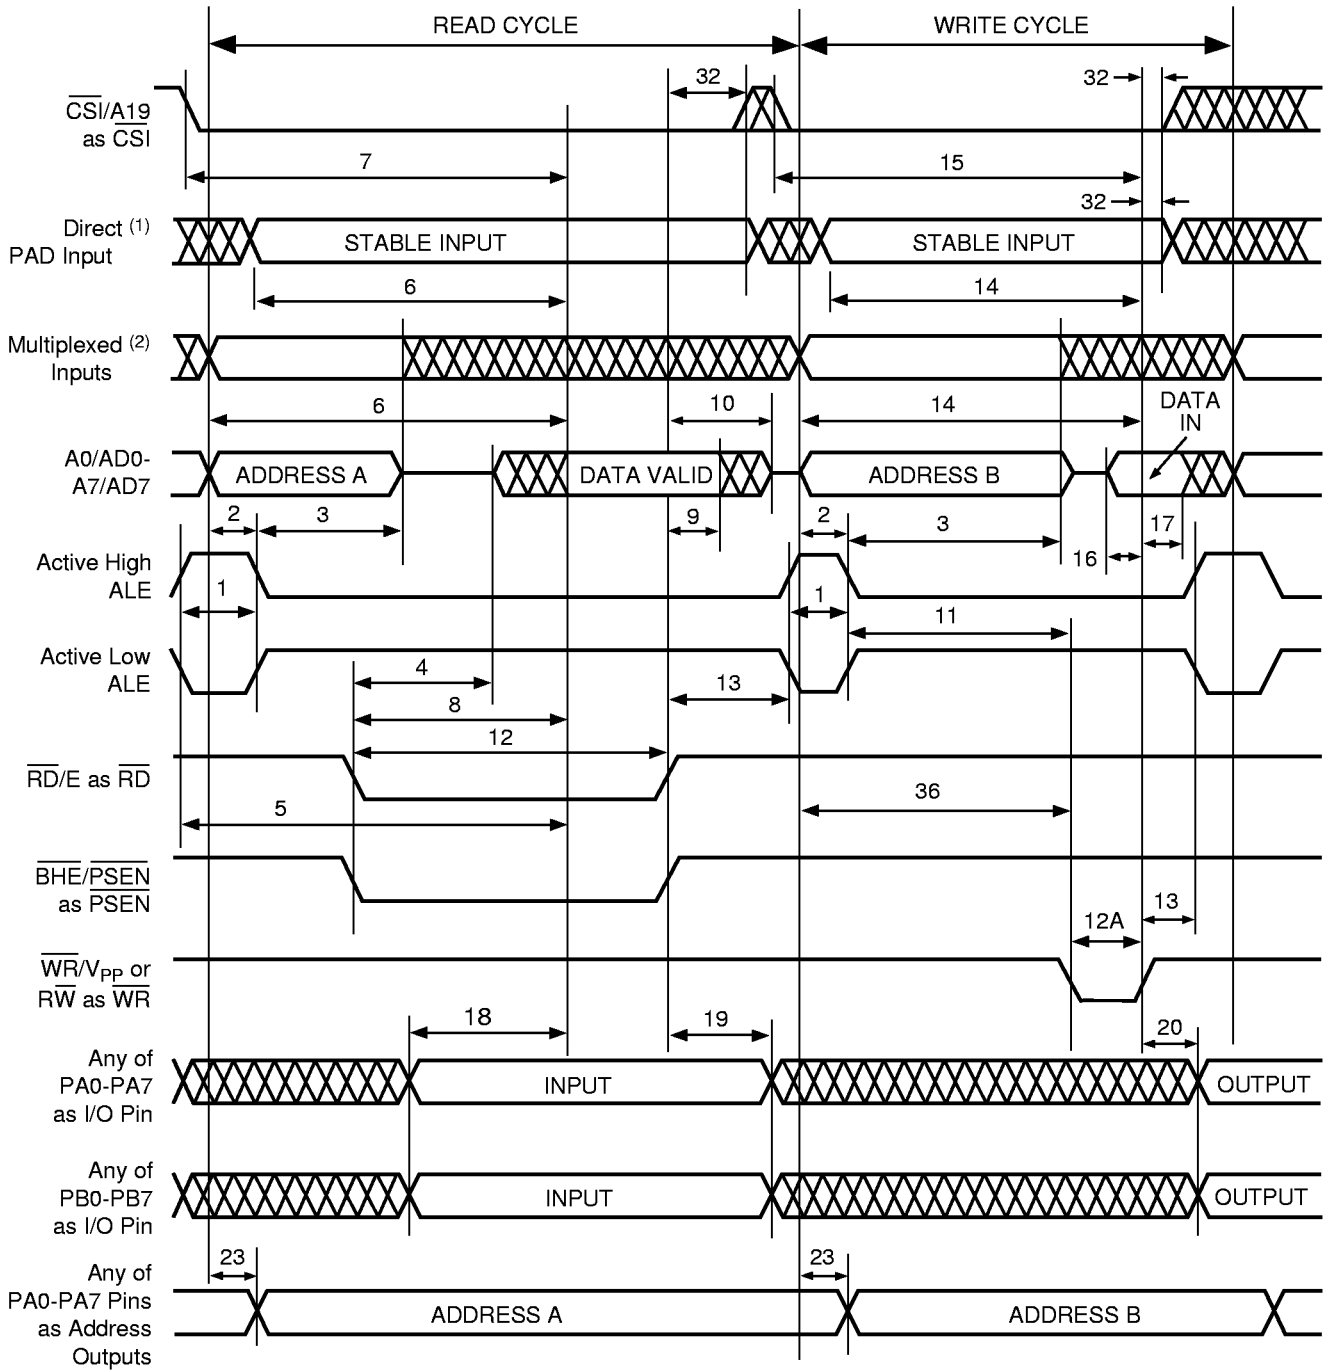 READ CYCLE
WRITE CYCLE
32
32
CSI/A19
as CSI
7
15
32
Direct (1)
PAD Input
STABLE INPUT
STABLE INPUT
6
14
Multiplexed (2)
Inputs
6
10
14
DATA
IN
A0/AD0-
A7/AD7
ADDRESS A
DATA VALID
ADDRESS B
2
3
9
2
3
17
16
Active High
ALE
1
1
11
Active Low
ALE
4
13
8
12
RD/E as RD
36
5
BHE/PSEN
as PSEN
13
12A
WR/VPP or
RW as WR
18
19
20
Any of
PA0-PA7
as I/O Pin
INPUT
OUTPUT
Any of
PB0-PB7
as I/O Pin
INPUT
OUTPUT
23
23
Any of
PA0-PA7 Pins
as Address
Outputs
ADDRESS A
ADDRESS B